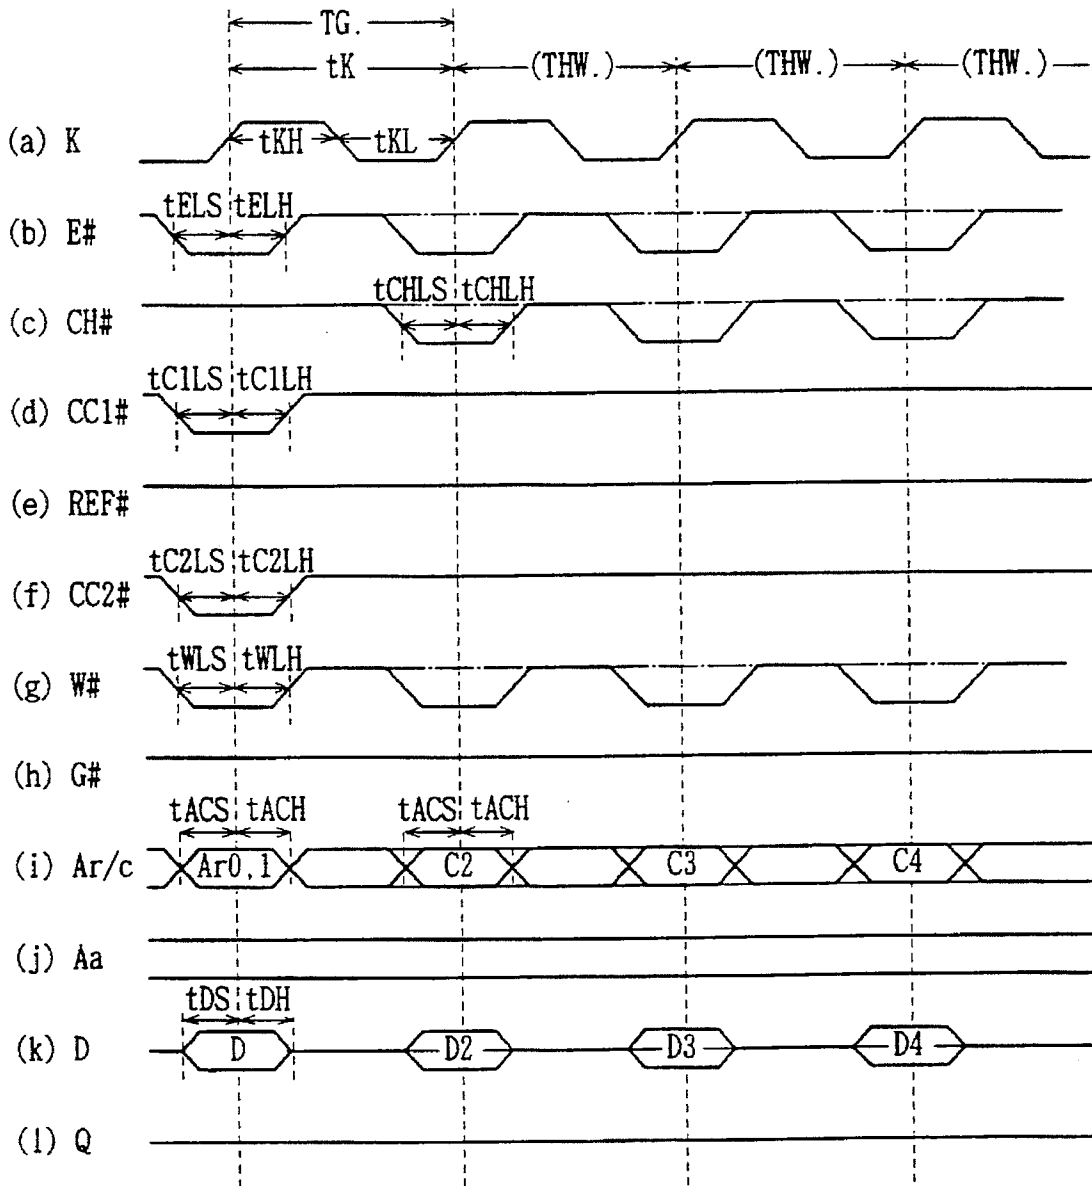 TG.
tK (THW.) (THW.) (THW.)
(a) K tKH tKL
tELS tELH
(b) E#
tCHLS tCHLH
(c) CH#
tC1LS tC1LH
(d) CC1#
(e) REF#
tC2LS tC2LH
(f) CC2#
tWLS tWLH
(g) W#
(h) G#
tACS tACH tACS tACH
(i) Ar/c Ar0,1 C2 C3 C4
(j) Aa
tDS tDH
(k) D D D2 D3 D4
(l) Q